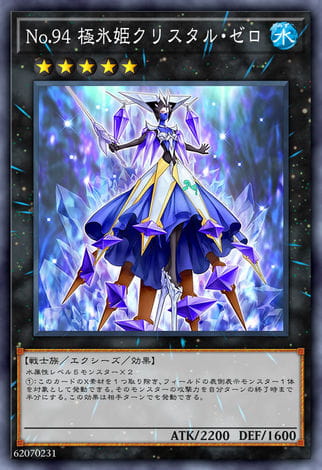 No.94 極氷姫クリスタル・ゼロ
水
【戦士族／エクシーズ／効果】
水属性レベル５モンスター×２
①：このカードのX素材を１つ取り除き、フィールドの表側表示モンスター１体
を対象として発動できる。そのモンスターの攻撃力を自分ターンの終了時まで
半分にする。この効果は相手ターンでも発動できる。
ATK/2200 DEF/1600
62070231